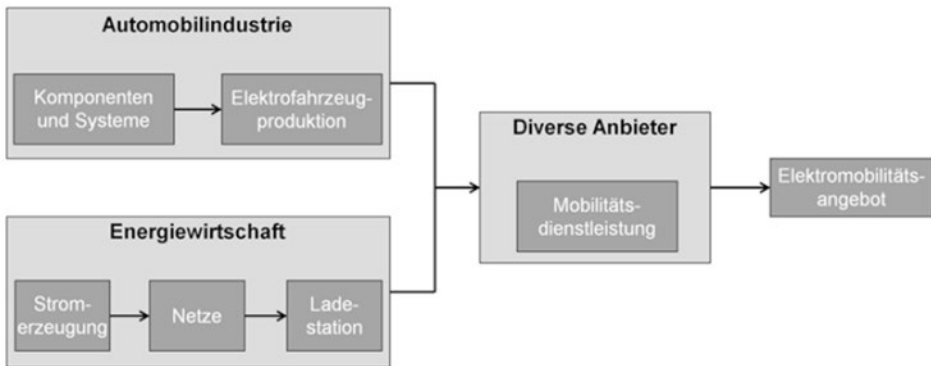 Automobilindustrie
Komponenten
und Systeme
Elektrofahrzeug-
produktion
Diverse Anbieter
Mobilitäts-
dienstleistung
Elektromobilitäts-
angebot
Energiewirtschaft
Strom-
erzeugung
Netze
Lade-
station